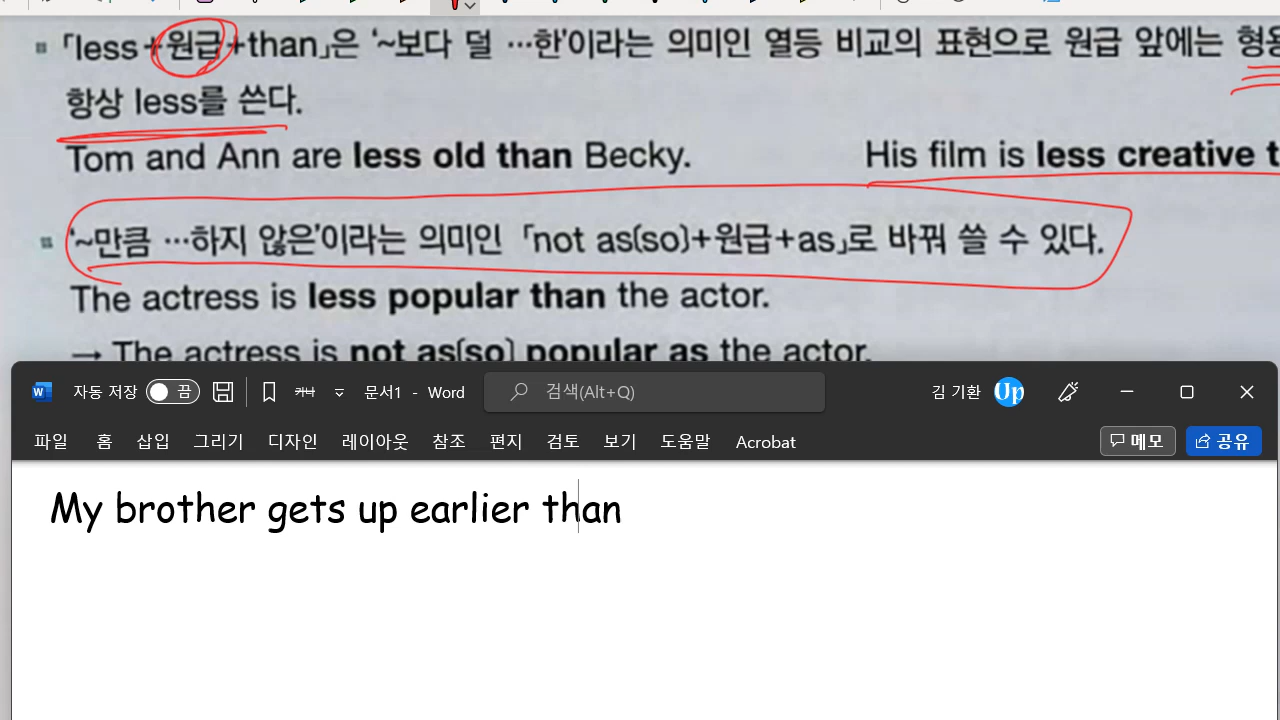 「less+원급+than」은 ‘~보다 덜 …한’이라는 의미인 열등 비교의 표현으로 원급 앞에는
항상 less를 쓴다.
Tom and Ann are less old than Becky. His film is less creative
‘~만큼 …하지 않은’이라는 의미인 「not as(so)+원급+as」로 바꿔 쓸 수 있다.
The actress is less popular than the actor.
→ The actress is not as(so) popular as the actor.
자동 저장 끔 가나 문서1 - Word 검색(Alt+Q) 김 기환 Up
파일 홈 삽입 그리기 디자인 레이아웃 참조 편지 검토 보기 도움말 Acrobat 메모 공유
My brother gets up earlier than